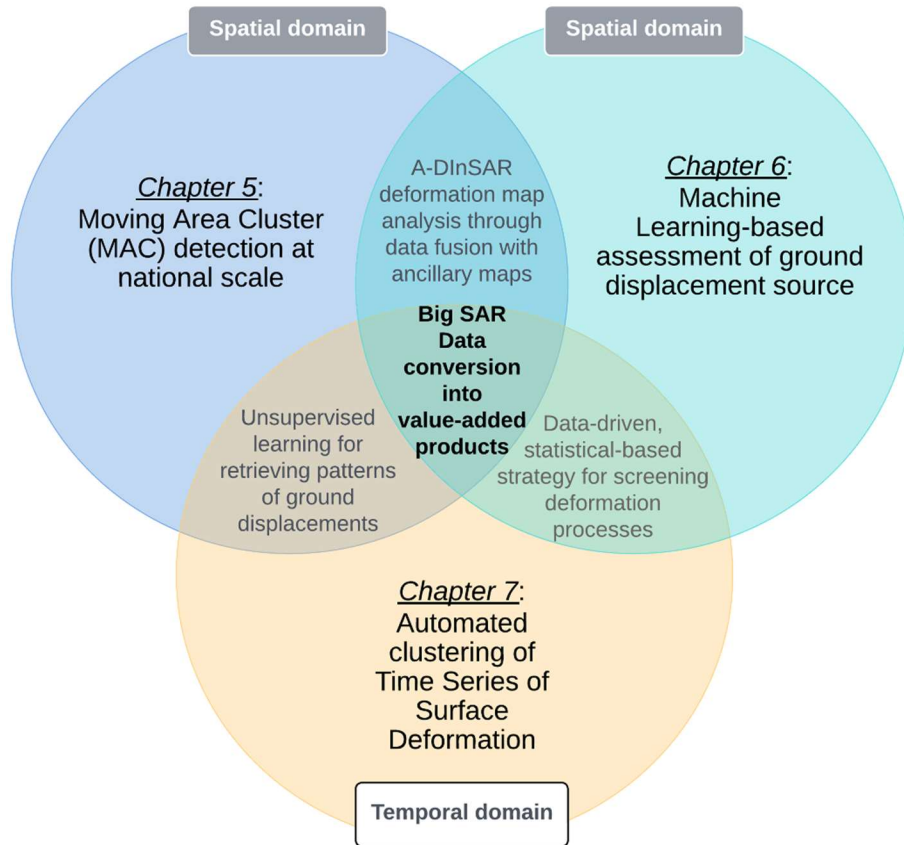 Spatial domain
Spatial domain
Chapter 5:
Moving Area Cluster
(MAC) detection at
national scale
A-DInSAR
deformation map
analysis through
data fusion with
ancillary maps
Chapter 6:
Machine
Learning-based
assessment of ground
displacement source
Big SAR
Data
conversion
into
value-added
products
Unsupervised
learning for
retrieving patterns
of ground
displacements
Data-driven,
statistical-based
strategy for screening
deformation
processes
Chapter 7:
Automated
clustering of
Time Series of
Surface
Deformation
Temporal domain